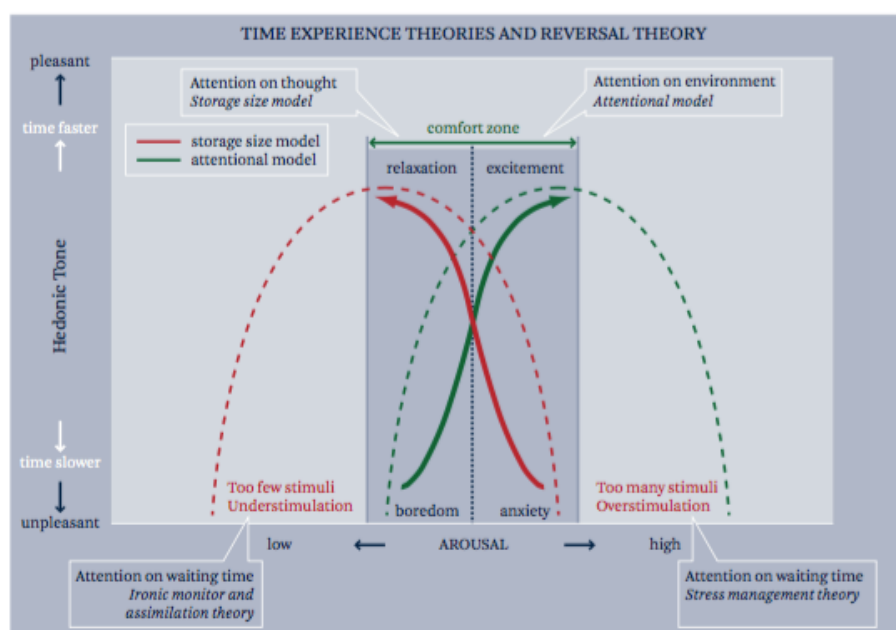 TIME EXPERIENCE THEORIES AND REVERSAL THEORY
pleasant
Attention on thought
Storage size model
Attention on environment
Attentional model
time faster
comfort zone
storage size model
attentional model
relaxation
excitement
Hedonic Tone
time slower
unpleasant
Too few stimuli
Understimulation
boredom
anxiety
Too many stimuli
Overstimulation
low
AROUSAL
high
Attention on waiting time
Ironic monitor and
assimilation theory
Attention on waiting time
Stress management theory